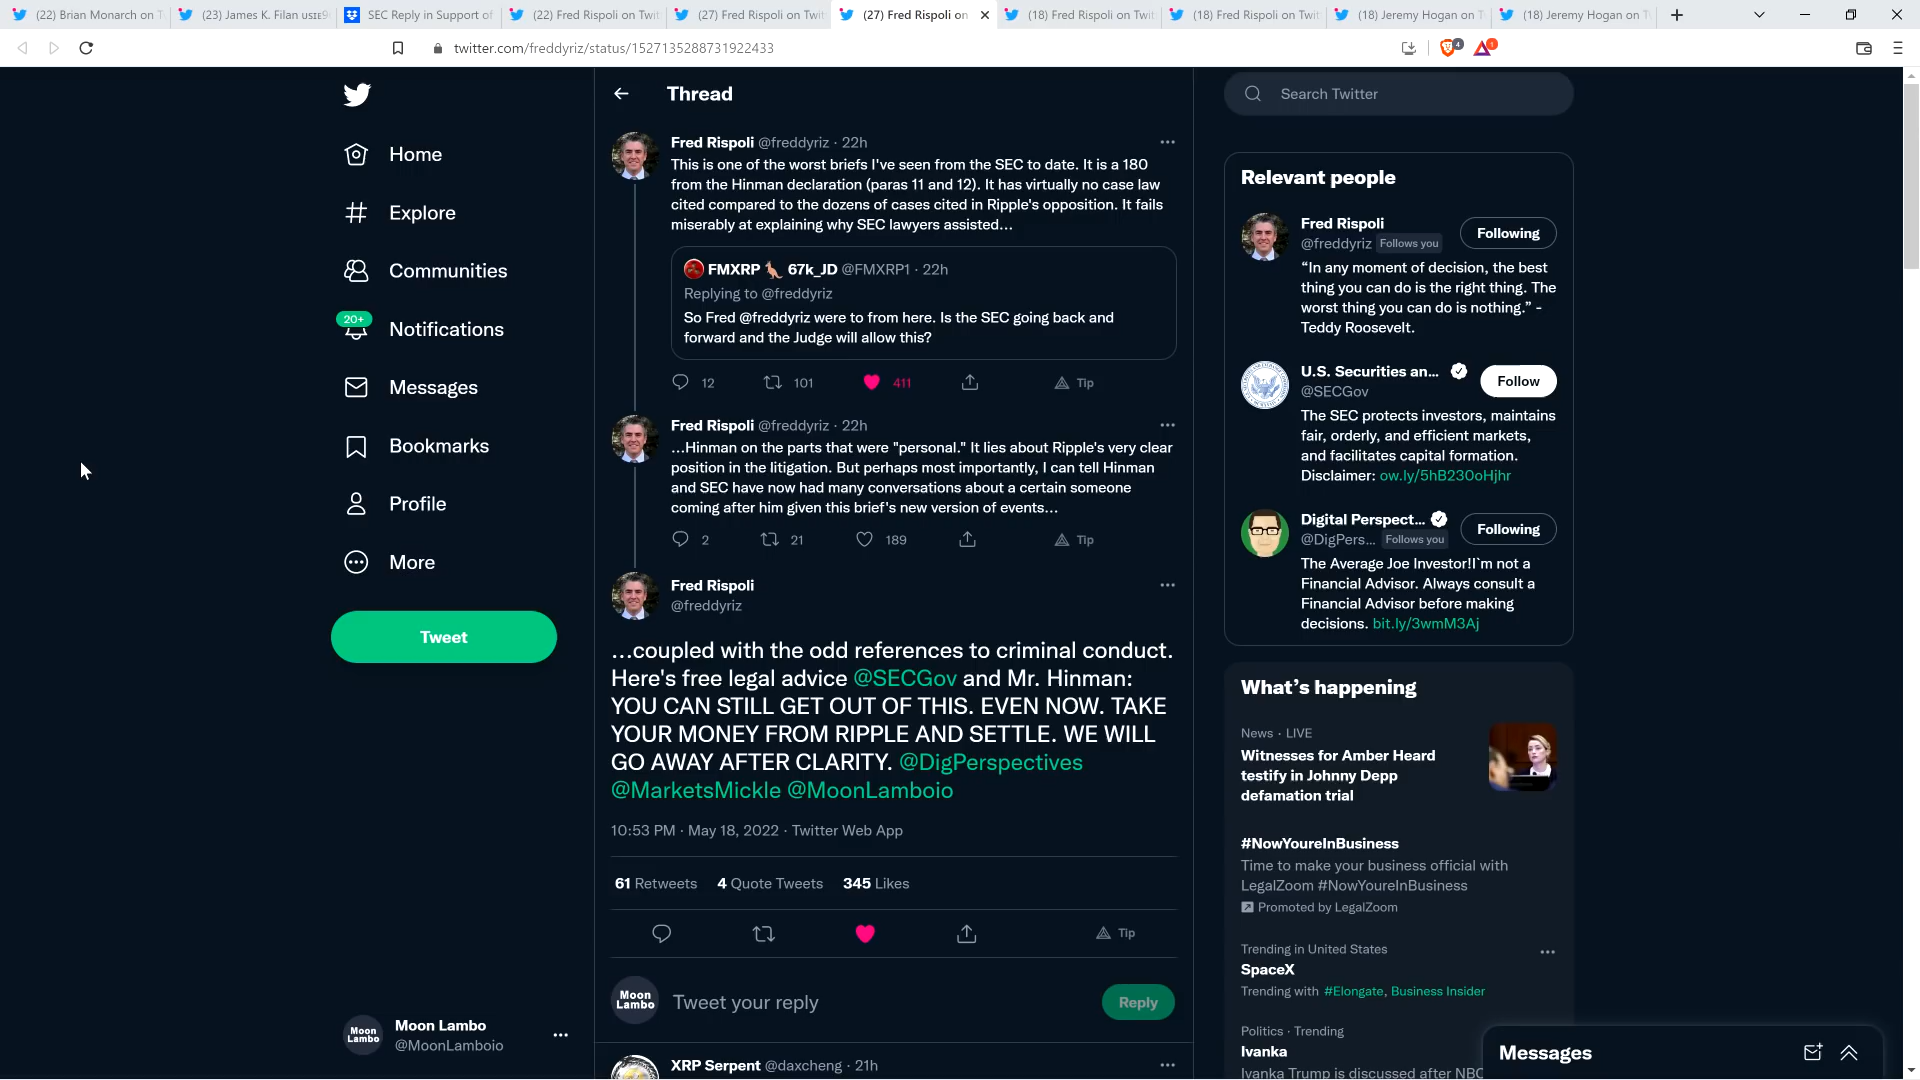 (22) Brian Monarch on T
(23) James K. Filan
SEC Reply in Support of
(22) Fred Rispoli on Twit
(27) Fred Rispoli on Twit
(27) Fred Rispoli on
(18) Fred Rispoli on Twit
(18) Fred Rispoli on Twit
(18) Jeremy Hogan on T
(18) Jeremy Hogan on T
twitter.com/freddyriz/status/1527135288731922433
4
1
Home
Explore
Communities
20+
Notifications
Messages
Bookmarks
Profile
More
Tweet
Moon Lambo
Moon Lambo
@MoonLamboio
Thread
Fred Rispoli @freddyriz · 22h
This is one of the worst briefs I've seen from the SEC to date. It is a 180
from the Hinman declaration (paras 11 and 12). It has virtually no case law
cited compared to the dozens of cases cited in Ripple's opposition. It fails
miserably at explaining why SEC lawyers assisted...
FMXRP 67k_JD @FMXRP1 · 22h
Replying to @freddyriz
So Fred @freddyriz were to from here. Is the SEC going back and
forward and the Judge will allow this?
12 101 411 Tip
Fred Rispoli @freddyriz · 22h
...Hinman on the parts that were "personal." It lies about Ripple's very clear
position in the litigation. But perhaps most importantly, I can tell Hinman
and SEC have now had many conversations about a certain someone
coming after him given this brief's new version of events...
2 21 189 Tip
Fred Rispoli
@freddyriz
...coupled with the odd references to criminal conduct.
Here's free legal advice @SECGov and Mr. Hinman:
YOU CAN STILL GET OUT OF THIS. EVEN NOW. TAKE
YOUR MONEY FROM RIPPLE AND SETTLE. WE WILL
GO AWAY AFTER CLARITY. @DigPerspectives
@MarketsMickle @MoonLamboio
10:53 PM · May 18, 2022 · Twitter Web App
61 Retweets 4 Quote Tweets 345 Likes
Tip
Moon Lambo
Tweet your reply
Reply
XRP Serpent @daxcheng · 21h
Search Twitter
Relevant people
Fred Rispoli
@freddyriz Follows you
Following
“In any moment of decision, the best
thing you can do is the right thing. The
worst thing you can do is nothing.” -
Teddy Roosevelt.
U.S. Securities an...
@SECGov
Follow
The SEC protects investors, maintains
fair, orderly, and efficient markets,
and facilitates capital formation.
Disclaimer: ow.ly/5hB230oHjhr
Digital Perspect...
@DigPers... Follows you
Following
The Average Joe Investor!I`m not a
Financial Advisor. Always consult a
Financial Advisor before making
decisions. bit.ly/3wmM3Aj
What’s happening
News · LIVE
Witnesses for Amber Heard
testify in Johnny Depp
defamation trial
#NowYoureInBusiness
Time to make your business official with
LegalZoom #NowYoureInBusiness
Promoted by LegalZoom
Trending in United States
SpaceX
Trending with #Elongate, Business Insider
Politics · Trending
Ivanka
Ivanka Trump is discussed after NBC
Messages